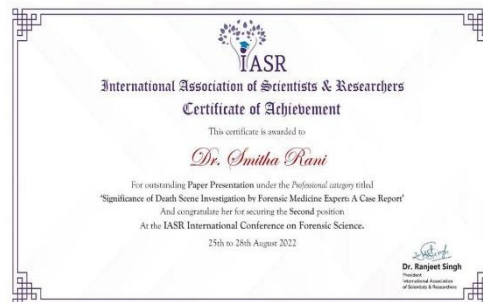 IASR
International Association of Scientists & Researchers
Certificate of Achievement
This certificate is awarded to
Dr. Smitha Rani
For outstanding Paper Presentation under the Professional category titled
'Significance of Death Scene Investigation by Forensic Medicine Expert: A Case Report'
And congratulate her for securing the Second position
At the IASR International Conference on Forensic Science.
25th to 28th August 2022
Dr. Ranjeet Singh
President
International Association
of Scientists & Researchers